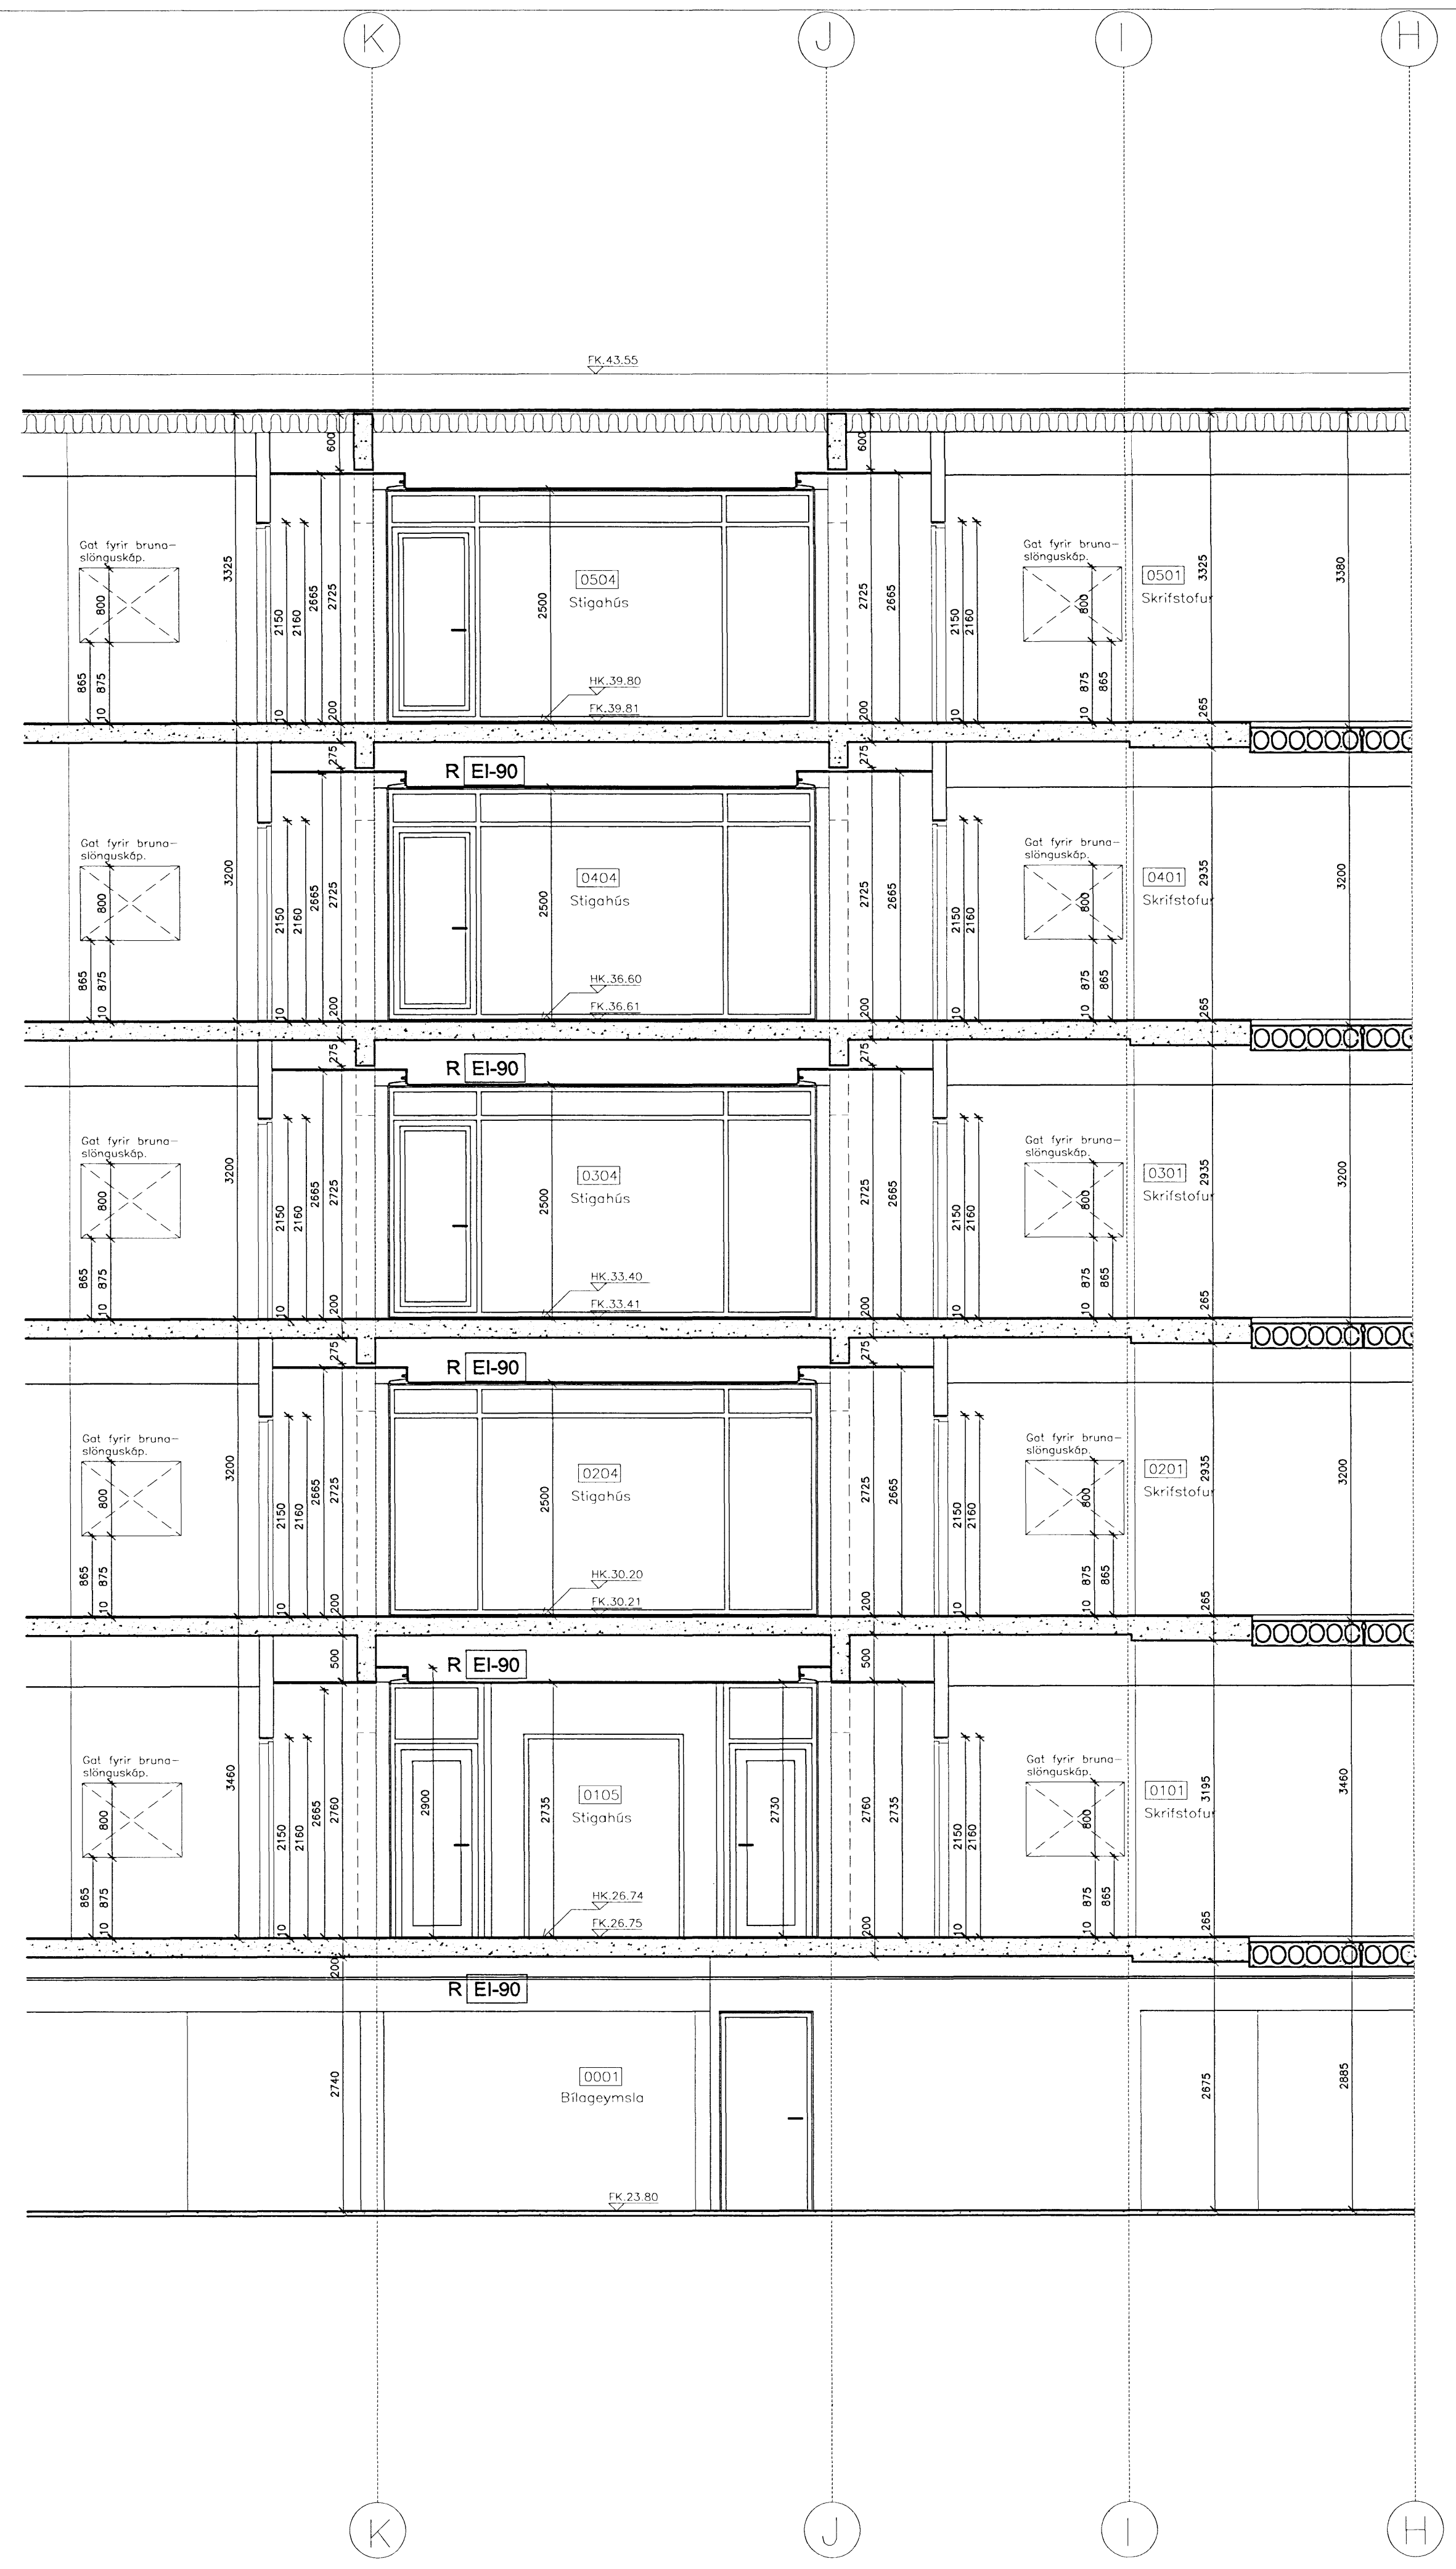 K J I H
FK.43.55
600 600
Gat fyrir bruna-
slönguskáp.
Gat fyrir bruna-
slönguskáp.
0504
Stigahús
0501
Skrifstofur
800 3325 2150 2160 2665 2725 2500 2725 2665 2150 2160 800 3325 3380
865 875 10 10 200 200 10 10 875 865 265
HK.39.80
FK.39.81
275 275
R EI-90
Gat fyrir bruna-
slönguskáp.
Gat fyrir bruna-
slönguskáp.
0404
Stigahús
0401
Skrifstofur
800 3200 2150 2160 2665 2725 2500 2725 2665 2150 2160 800 2935 3200
865 875 10 10 200 200 10 10 875 865 265
HK.36.60
FK.36.61
275 275
R EI-90
Gat fyrir bruna-
slönguskáp.
Gat fyrir bruna-
slönguskáp.
0304
Stigahús
0301
Skrifstofur
800 3200 2150 2160 2665 2725 2500 2725 2665 2150 2160 800 2935 3200
865 875 10 10 200 200 10 10 875 865 265
HK.33.40
FK.33.41
275 275
R EI-90
Gat fyrir bruna-
slönguskáp.
Gat fyrir bruna-
slönguskáp.
0204
Stigahús
0201
Skrifstofur
800 3200 2150 2160 2665 2725 2500 2725 2665 2150 2160 800 2935 3200
865 875 10 10 200 200 10 10 875 865 265
HK.30.20
FK.30.21
500 500
R EI-90
Gat fyrir bruna-
slönguskáp.
Gat fyrir bruna-
slönguskáp.
0105
Stigahús
0101
Skrifstofur
800 3460 2150 2160 2665 2760 2900 2735 2730 2760 2735 2150 2160 800 3195 3460
865 875 10 10 200 10 10 875 865 265
HK.26.74
FK.26.75
200
R EI-90
0001
Bílageymsla
2740 2675 2885
FK.23.80
K J I H